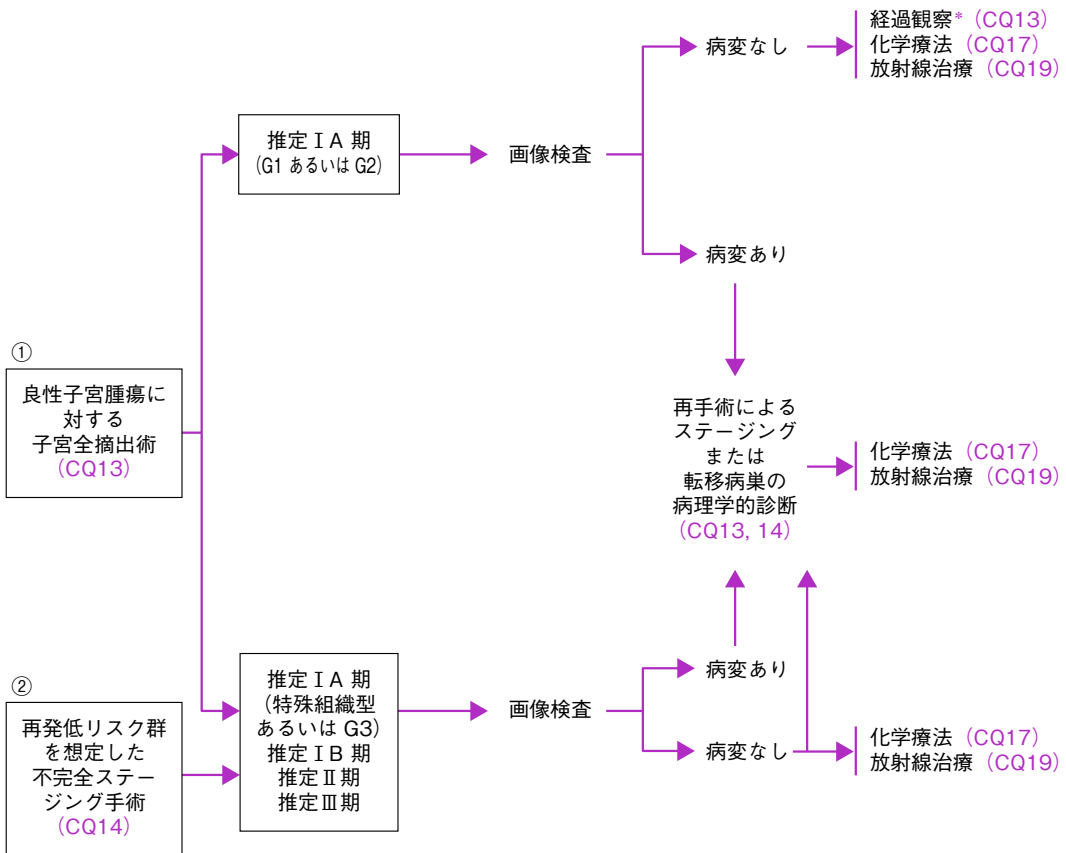 経過観察*(CQ13)
化学療法(CQ17)
放射線治療(CQ19)
病変なし
推定ⅠA 期
(G1 あるいは G2)
画像検査
病変あり
①
良性子宮腫瘍に
対する
子宮全摘出術
(CQ13)
再手術による
ステージング
または
転移病巣の
病理学的診断
(CQ13, 14)
化学療法(CQ17)
放射線治療(CQ19)
②
再発低リスク群
を想定した
不完全ステー
ジング手術
(CQ14)
推定ⅠA 期
(特殊組織型
あるいは G3)
推定ⅠB 期
推定Ⅱ期
推定Ⅲ期
画像検査
病変あり
病変なし
化学療法(CQ17)
放射線治療(CQ19)